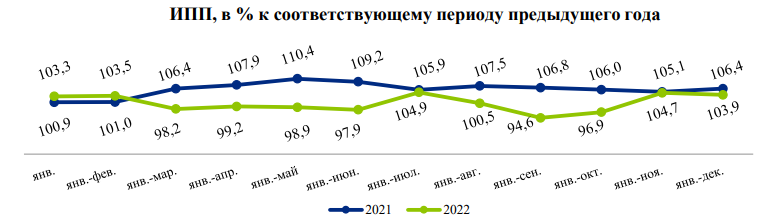 ИПП, в % к соответствующему периоду предыдущего года
103,3 103,5 106,4 107,9 110,4 109,2 105,9 107,5 106,8 106,0 105,1 106,4
100,9 101,0 98,2 99,2 98,9 97,9 104,9 100,5 94,6 96,9 104,7 103,9
янв. янв.-фев. янв.-мар. янв.-апр. янв.-май янв.-июн. янв.-июл. янв.-авг. янв.-сен. янв.-окт. янв.-ноя. янв.-дек.
2021 2022